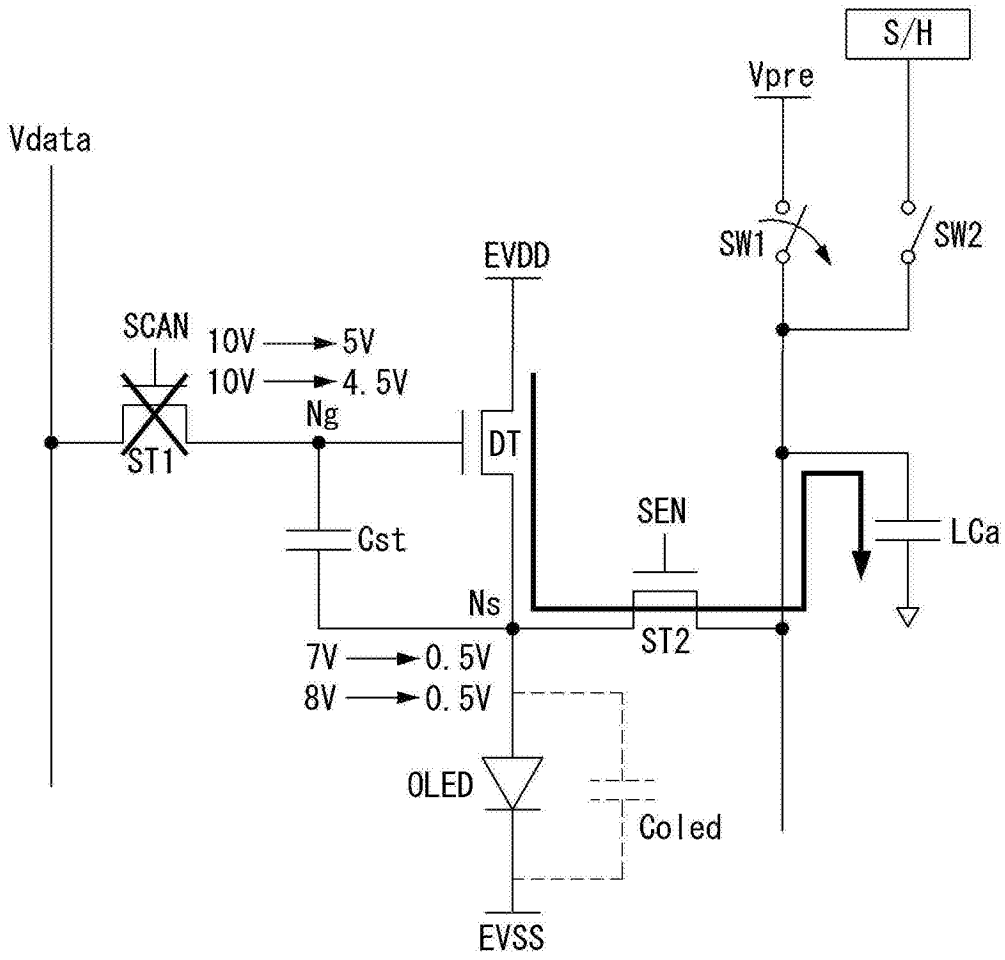 S/H
Vpre
Vdata
SW1
SW2
EVDD
SCAN
10V → 5V
10V → 4.5V
Ng
DT
ST1
SEN
LCa
Cst
Ns
ST2
7V → 0.5V
8V → 0.5V
OLED
Coled
EVSS